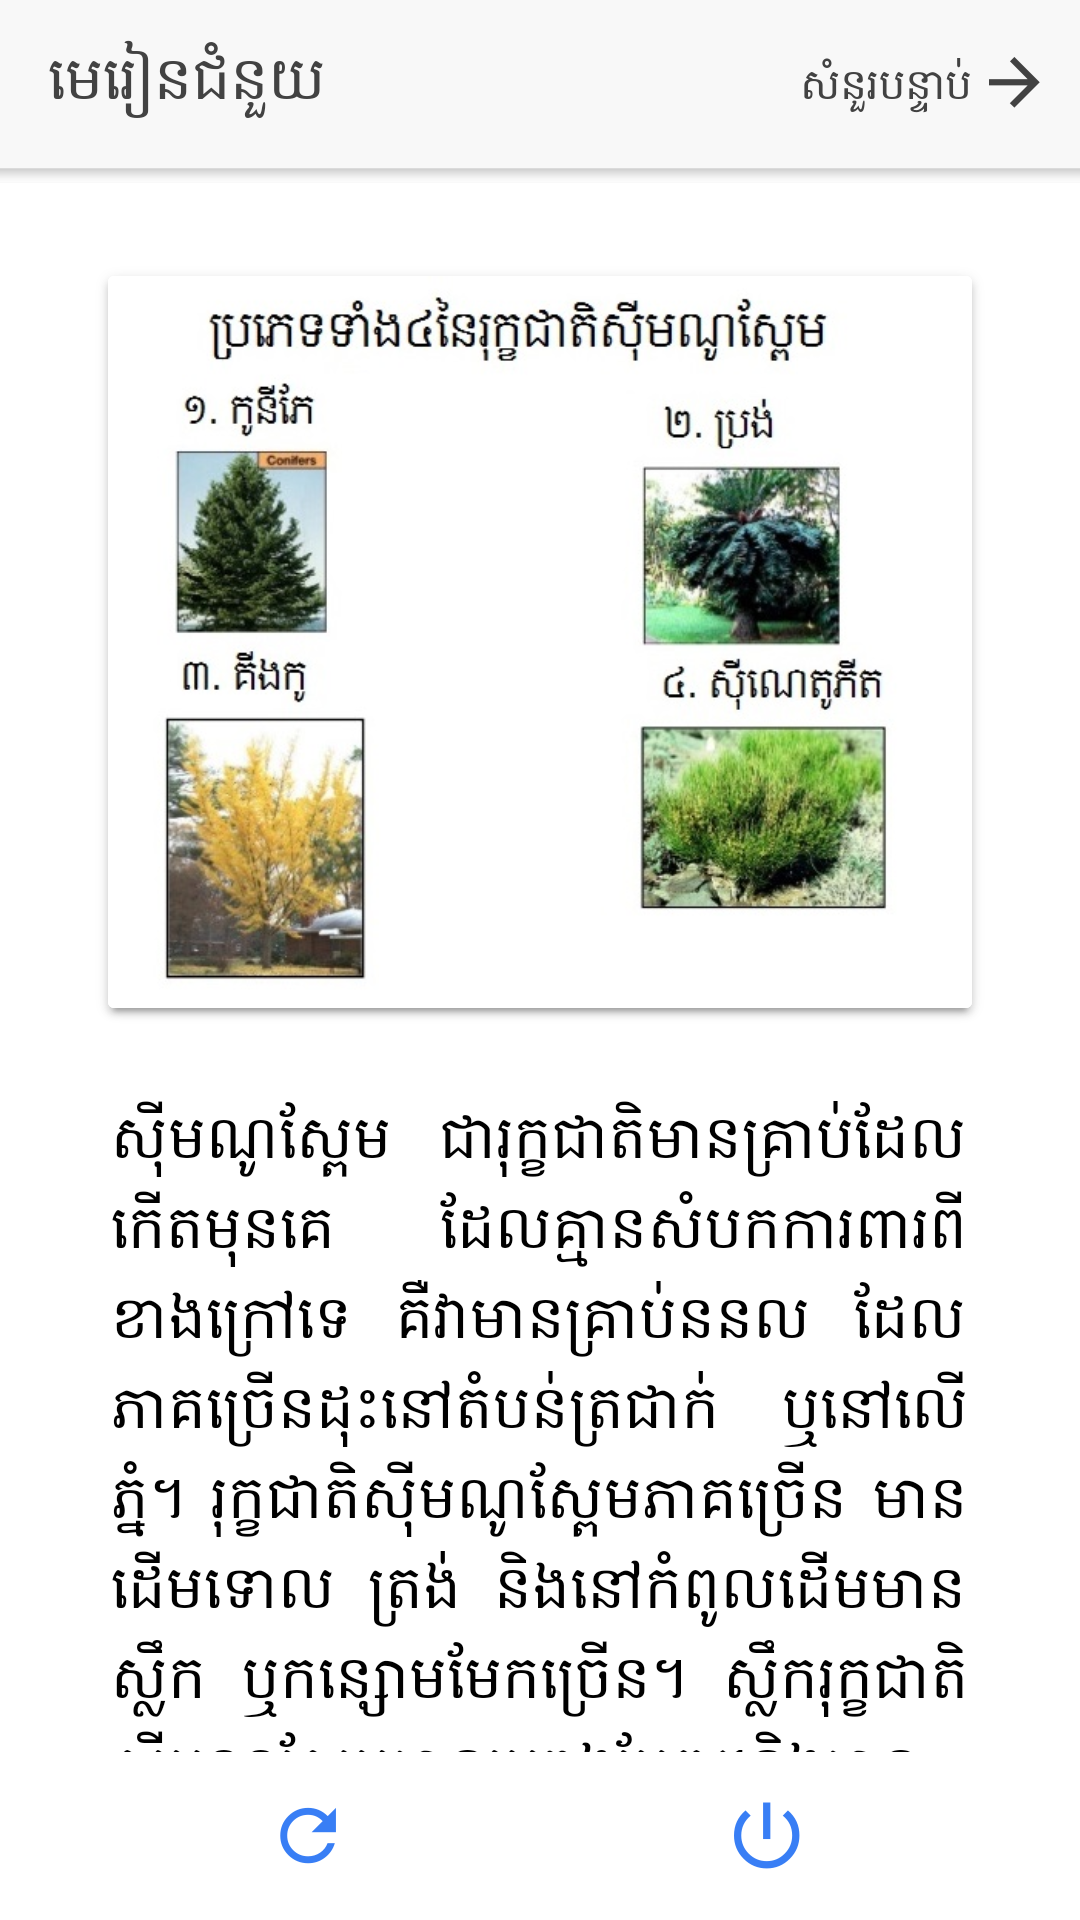 មេរៀនជំនួយ
សំនួរបន្ទាប់
ប្រភេទទាំង៤នៃរុក្ខជាតិស៊ីមណូស្ពែម
១. កូនីភែ
២. ប្រង់
Conifers
៣. គីងកូ
៤. ស៊ីណេតូភីត
ស៊ីមណូស្ពែម ជារុក្ខជាតិមានគ្រាប់ដែល
កើតមុនគេ ដែលគ្មានសំបកការពារពី
ខាងក្រៅទេ គឺវាមានគ្រាប់ននល ដែល
ភាគច្រើនដុះនៅតំបន់ត្រជាក់ ឬនៅលើ
ភ្នំ។ រុក្ខជាតិស៊ីមណូស្ពែមភាគច្រើន មាន
ដើមទោល ត្រង់ និងនៅកំពូលដើមមាន
ស្លឹក ឬកន្សោមមែកច្រើន។ ស្លឹករុក្ខជាតិ